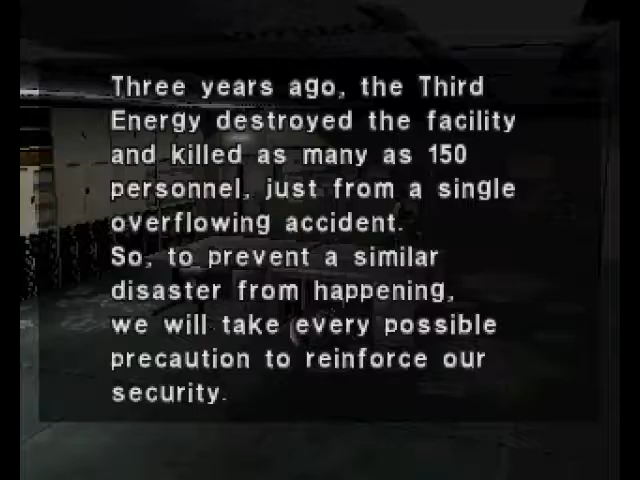 Three years ago, the Third
Energy destroyed the facility
and killed as many as 150
personnel, just from a single
overflowing accident.
So, to prevent a similar
disaster from happening,
we will take every possible
precaution to reinforce our
security.